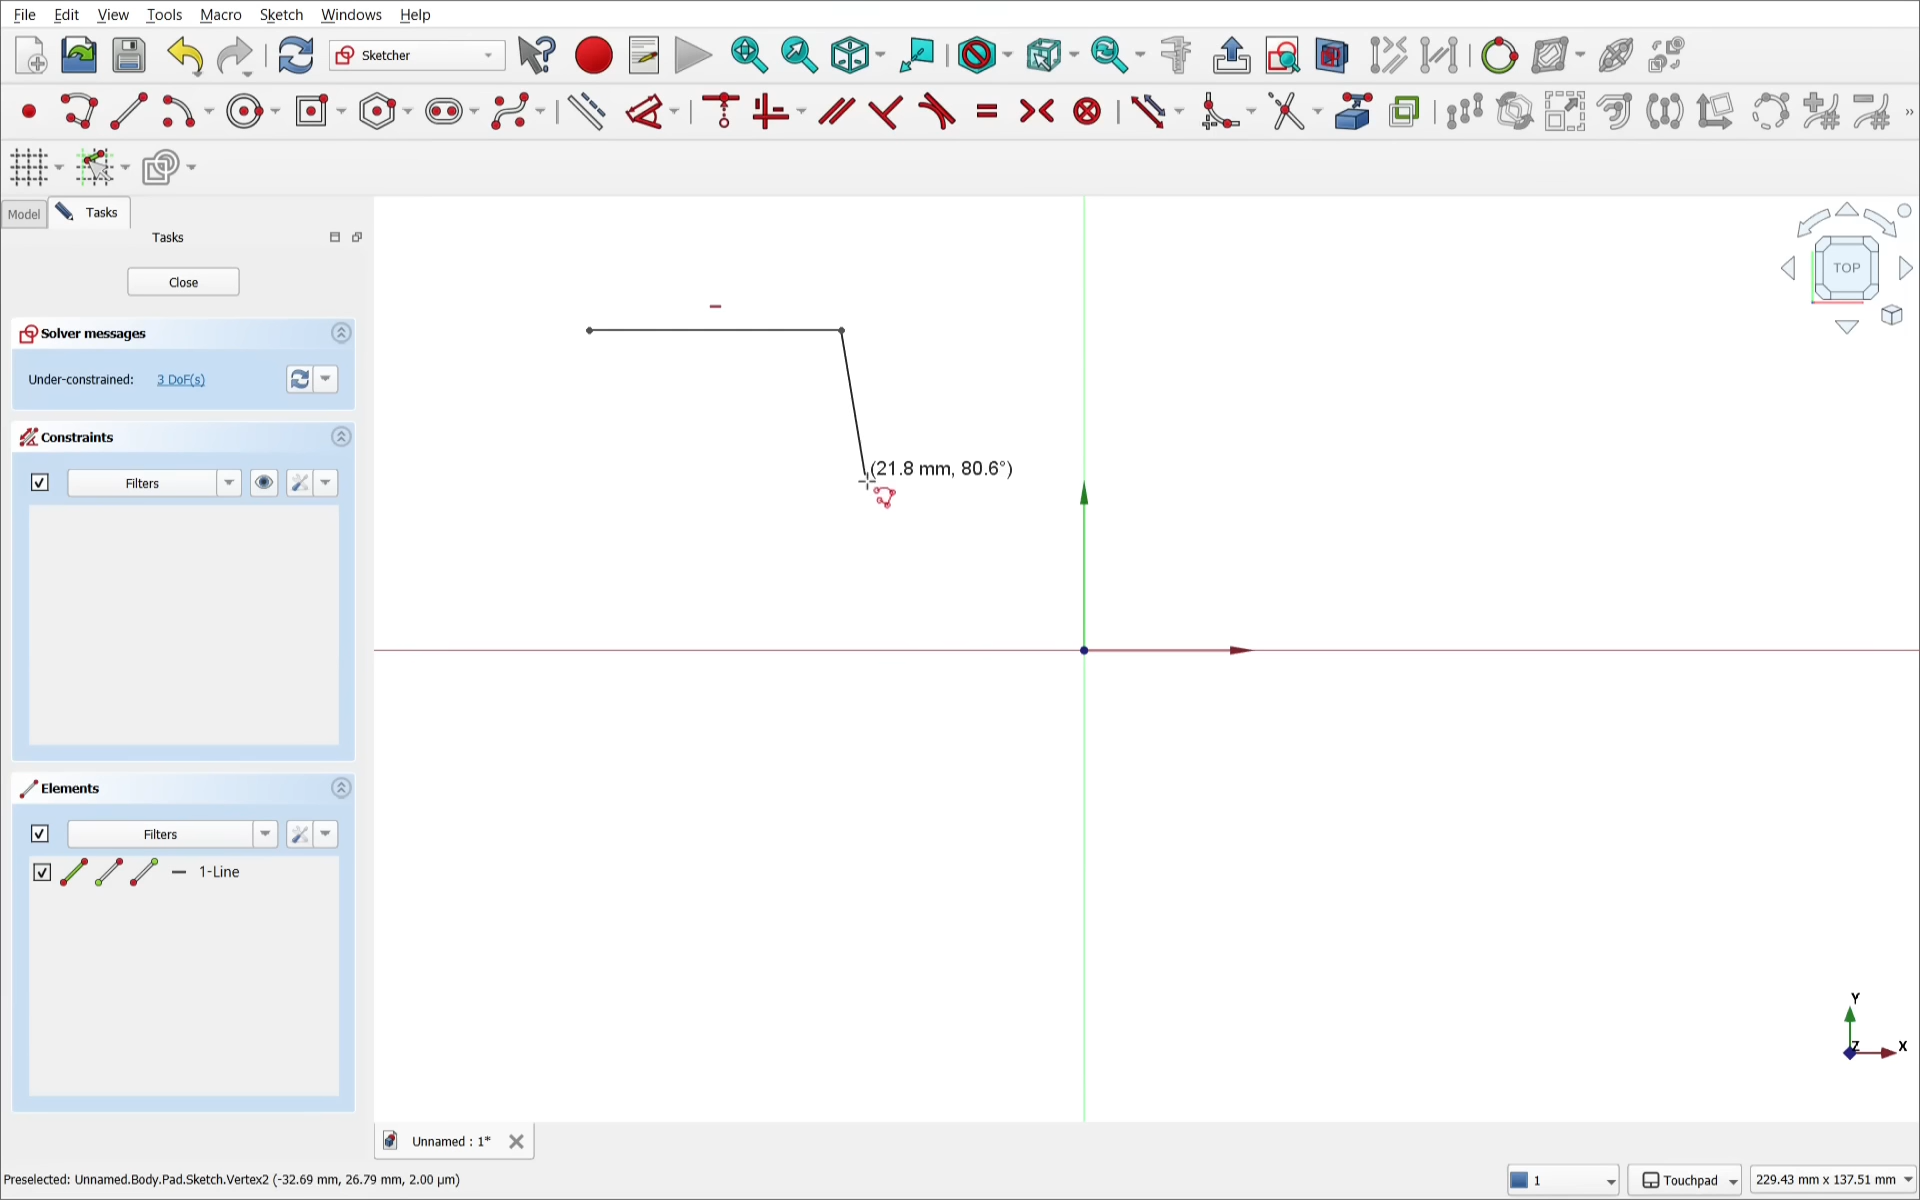 File Edit View Tools Macro Sketch Windows Help
Sketcher
Model Tasks
Tasks
Close
Solver messages
Under-constrained: 3 DoF(s)
Constraints
Filters
Elements
Filters
1-Line
(21.8 mm, 80.6°)
TOP
Y
Z X
Unnamed : 1*
Preselected: Unnamed.Body.Pad.Sketch.Vertex2 (-32.69 mm, 26.79 mm, 2.00 μm) 1 Touchpad 229.43 mm x 137.51 mm